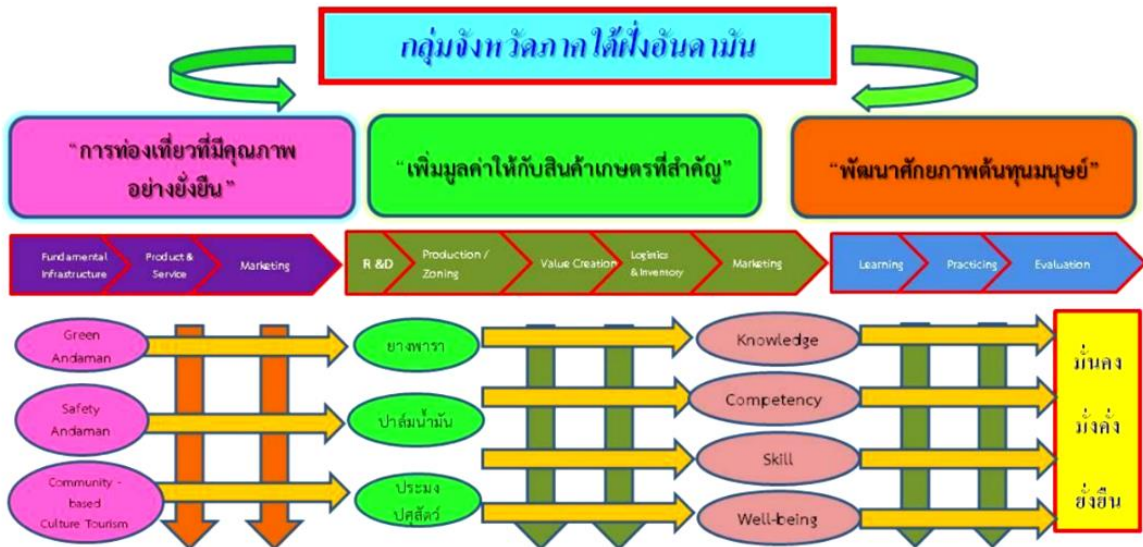 กลุ่มจังหวัดภาคใต้ฝั่งอันดามัน
"การท่องเที่ยวที่มีคุณภาพ
อย่างยั่งยืน"
"เพิ่มมูลค่าให้กับสินค้าเกษตรที่สำคัญ"
"พัฒนาศักยภาพต้นทุนมนุษย์"
Fundamental
Infrastructure
Product &
Service
Marketing
R &D
Production /
Zoning
Value Creation
Logistics
& Inventory
Marketing
Learning
Practicing
Evaluation
Green
Andaman
Safety
Andaman
Community -
based
Culture Tourism
ยางพารา
ปาล์มน้ำมัน
ประมง
ปศุสัตว์
Knowledge
Competency
Skill
Well-being
มั่นคง
มั่งคั่ง
ยั่งยืน